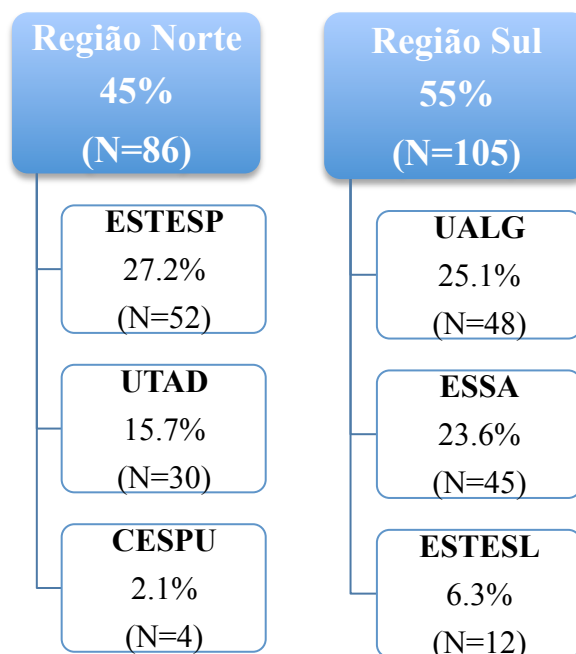 Região Norte
45%
(N=86)
ESTESP
27.2%
(N=52)
UTAD
15.7%
(N=30)
CESPU
2.1%
(N=4)
Região Sul
55%
(N=105)
UALG
25.1%
(N=48)
ESSA
23.6%
(N=45)
ESTESL
6.3%
(N=12)